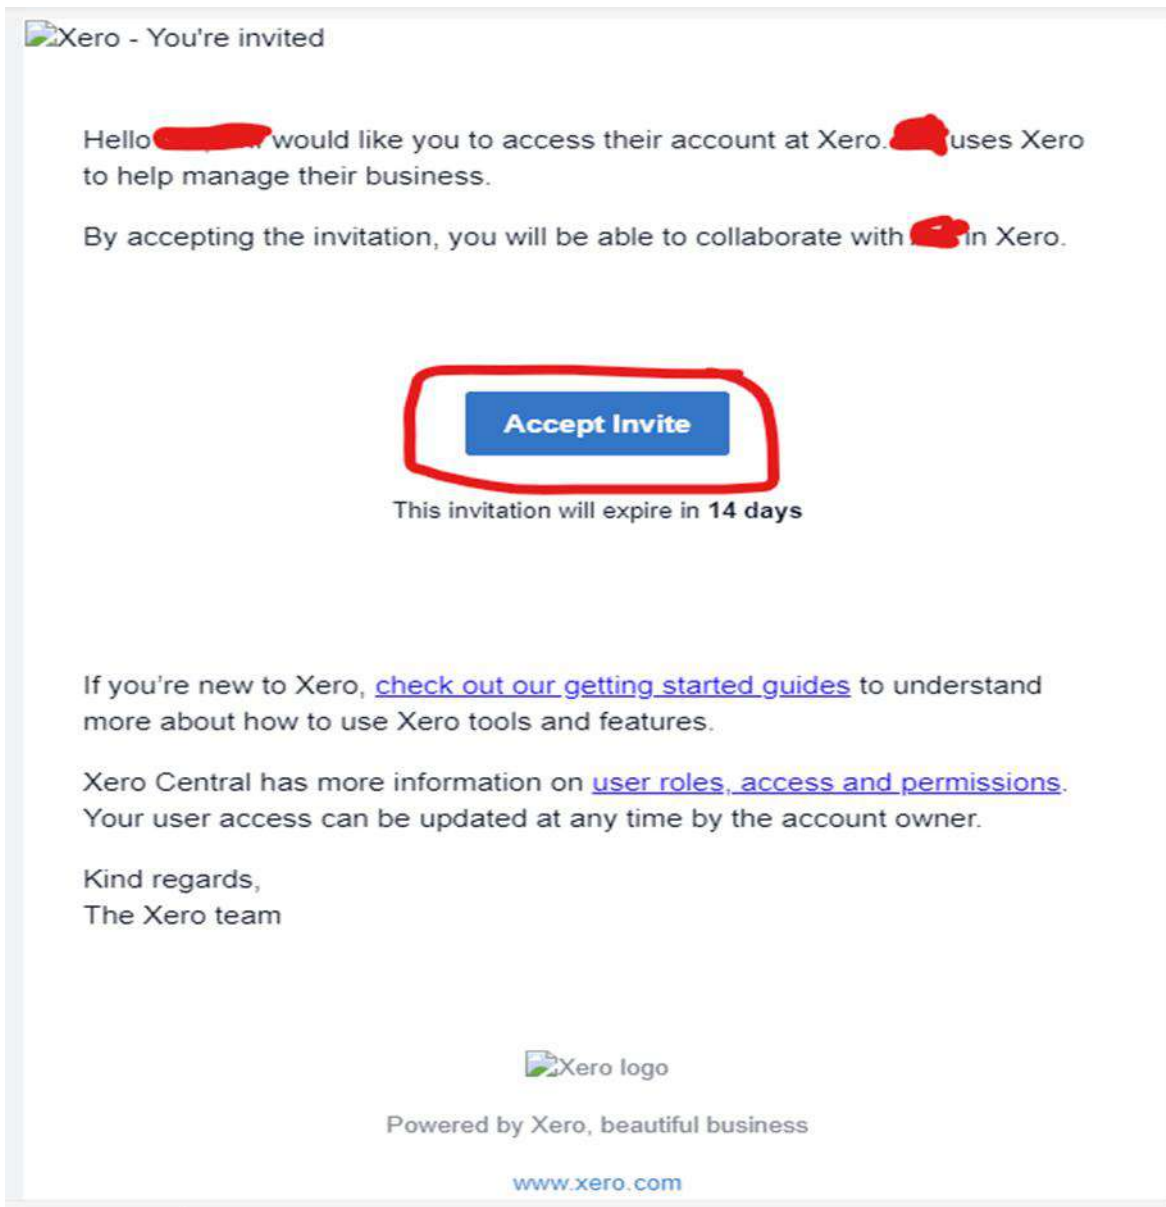 Xero - You're invited
Hello would like you to access their account at Xero. uses Xero
to help manage their business.
By accepting the invitation, you will be able to collaborate with in Xero.
Accept Invite
This invitation will expire in 14 days
If you're new to Xero, check out our getting started guides to understand
more about how to use Xero tools and features.
Xero Central has more information on user roles, access and permissions.
Your user access can be updated at any time by the account owner.
Kind regards,
The Xero team
Xero logo
Powered by Xero, beautiful business
www.xero.com